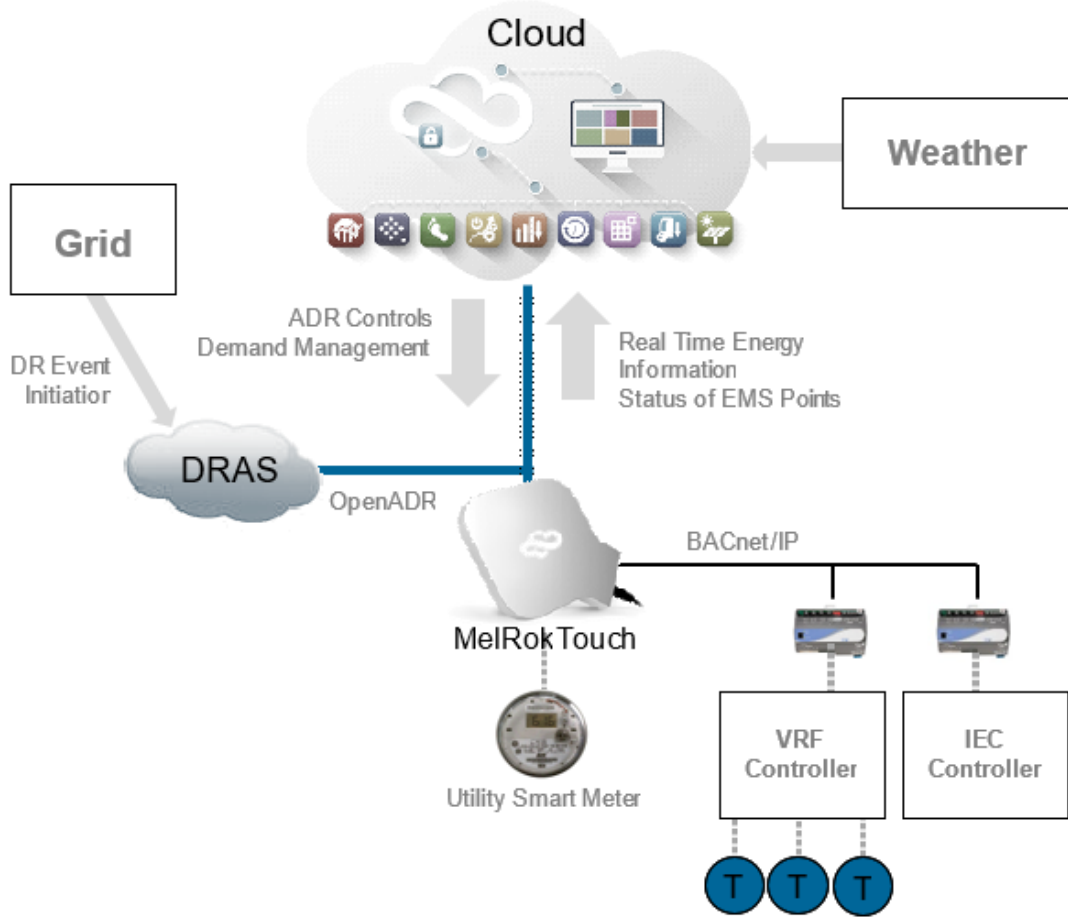 Cloud
Weather
Grid
ADR Controls
Demand Management
Real Time Energy
Information
Status of EMS Points
DR Event
Initiatior
DRAS
OpenADR
BACnet/IP
MelRokTouch
VRF
Controller
IEC
Controller
Utility Smart Meter
T
T
T